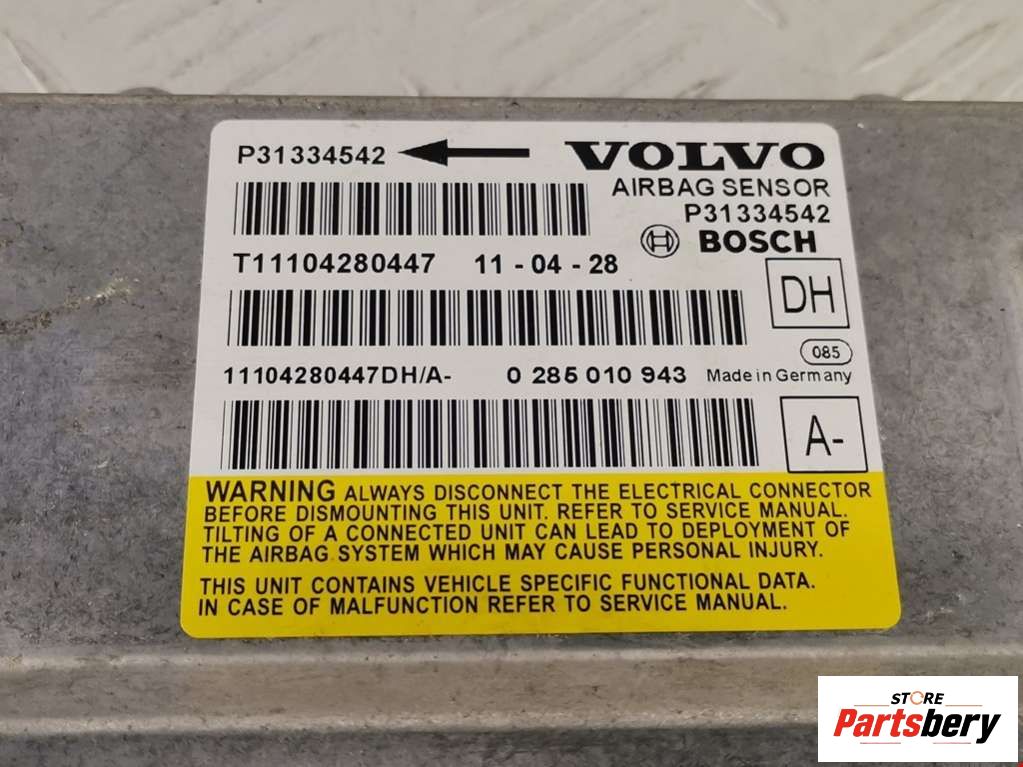 P31334542
VOLVO
AIRBAG SENSOR
P31334542
BOSCH
T11104280447 11 - 04 - 28
DH
085
11104280447DH/A- 0 285 010 943 Made in Germany
A-
WARNING ALWAYS DISCONNECT THE ELECTRICAL CONNECTOR
BEFORE DISMOUNTING THIS UNIT. REFER TO SERVICE MANUAL.
TILTING OF A CONNECTED UNIT CAN LEAD TO DEPLOYMENT OF
THE AIRBAG SYSTEM WHICH MAY CAUSE PERSONAL INJURY.
THIS UNIT CONTAINS VEHICLE SPECIFIC FUNCTIONAL DATA.
IN CASE OF MALFUNCTION REFER TO SERVICE MANUAL.
STORE
Partsbery